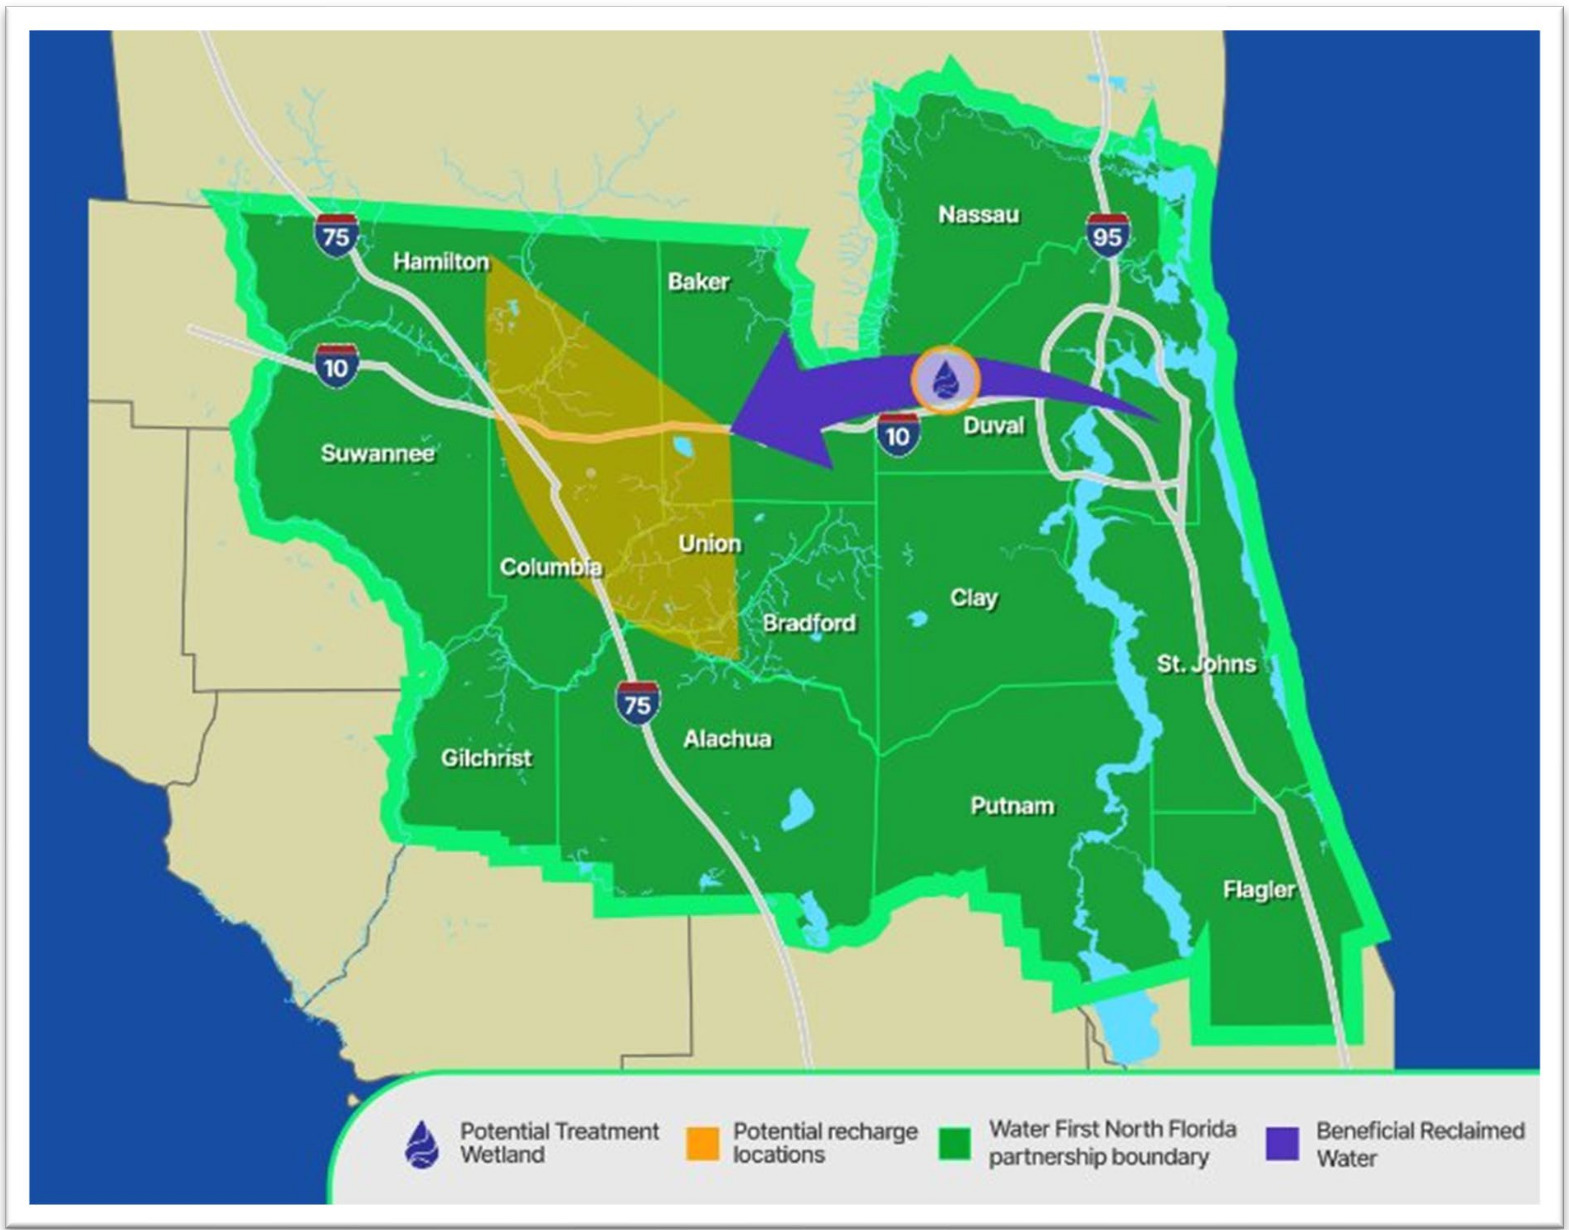 Nassau
75
95
Hamilton
Baker
10
10
Duval
Suwannee
Union
Columbia
Clay
Bradford
St. Johns
75
Alachua
Gilchrist
Putnam
Flagler
Potential Treatment
Wetland
Potential recharge
locations
Water First North Florida
partnership boundary
Beneficial Reclaimed
Water